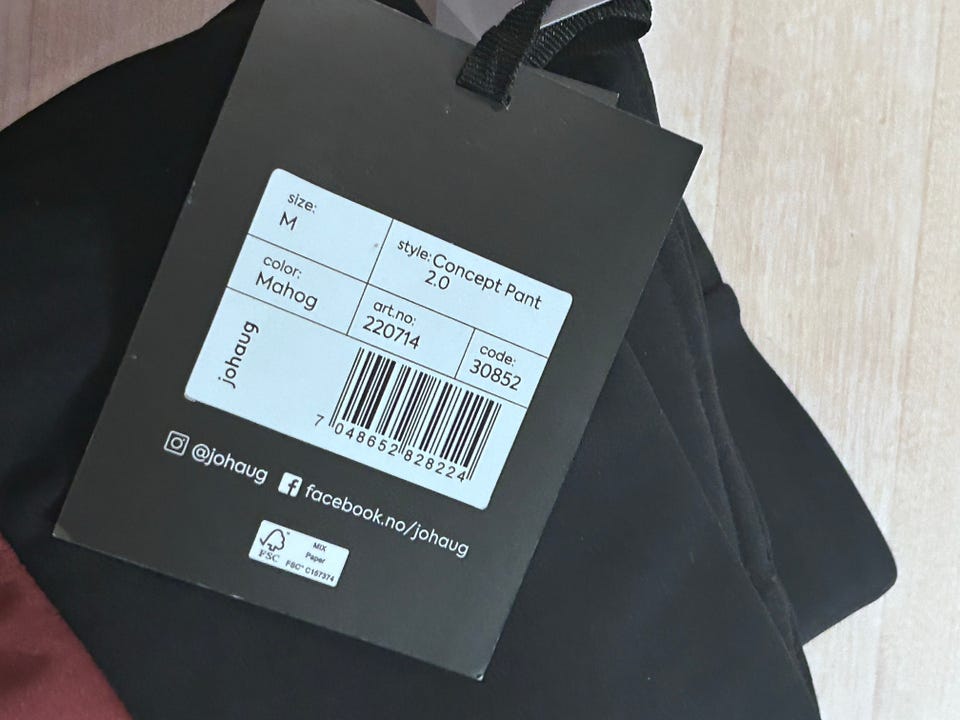 size:
M
style: Concept Pant
2.0
color:
Mahog
art.no:
220714
code:
30852
johaug
7 048652 828224
@johaug
facebook.no/johaug
FSC
MIX
Paper
FSC® C157374